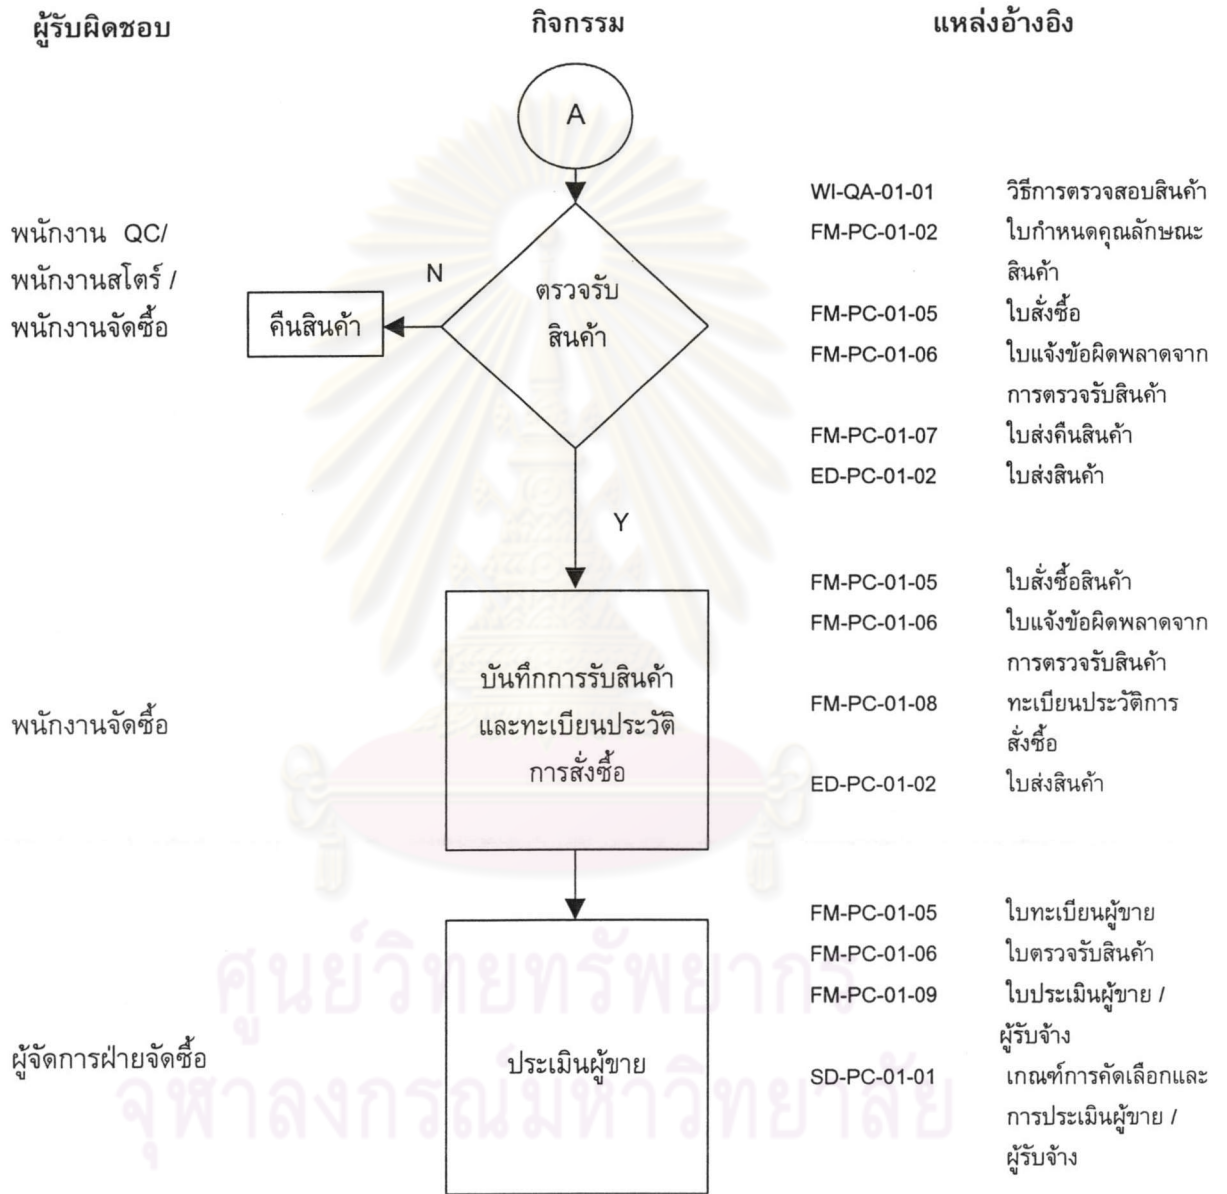 ผู้รับผิดชอบ กิจกรรม แหล่งอ้างอิง
A
พนักงาน QC/
พนักงานสโตร์ /
พนักงานจัดซื้อ
N
คืนสินค้า
ตรวจรับ
สินค้า
WI-QA-01-01 วิธีการตรวจสอบสินค้า
FM-PC-01-02 ใบกำหนดคุณลักษณะ
สินค้า
FM-PC-01-05 ใบสั่งซื้อ
FM-PC-01-06 ใบแจ้งข้อผิดพลาดจาก
การตรวจรับสินค้า
FM-PC-01-07 ใบส่งคืนสินค้า
ED-PC-01-02 ใบส่งสินค้า
Y
พนักงานจัดซื้อ
บันทึกการรับสินค้า
และทะเบียนประวัติ
การสั่งซื้อ
FM-PC-01-05 ใบสั่งซื้อสินค้า
FM-PC-01-06 ใบแจ้งข้อผิดพลาดจาก
การตรวจรับสินค้า
FM-PC-01-08 ทะเบียนประวัติการ
สั่งซื้อ
ED-PC-01-02 ใบส่งสินค้า
ผู้จัดการฝ่ายจัดซื้อ
ประเมินผู้ขาย
FM-PC-01-05 ใบทะเบียนผู้ขาย
FM-PC-01-06 ใบตรวจรับสินค้า
FM-PC-01-09 ใบประเมินผู้ขาย /
ผู้รับจ้าง
SD-PC-01-01 เกณฑ์การคัดเลือกและ
การประเมินผู้ขาย /
ผู้รับจ้าง
ศูนย์วิทยทรัพยากร
จุฬาลงกรณ์มหาวิทยาลัย